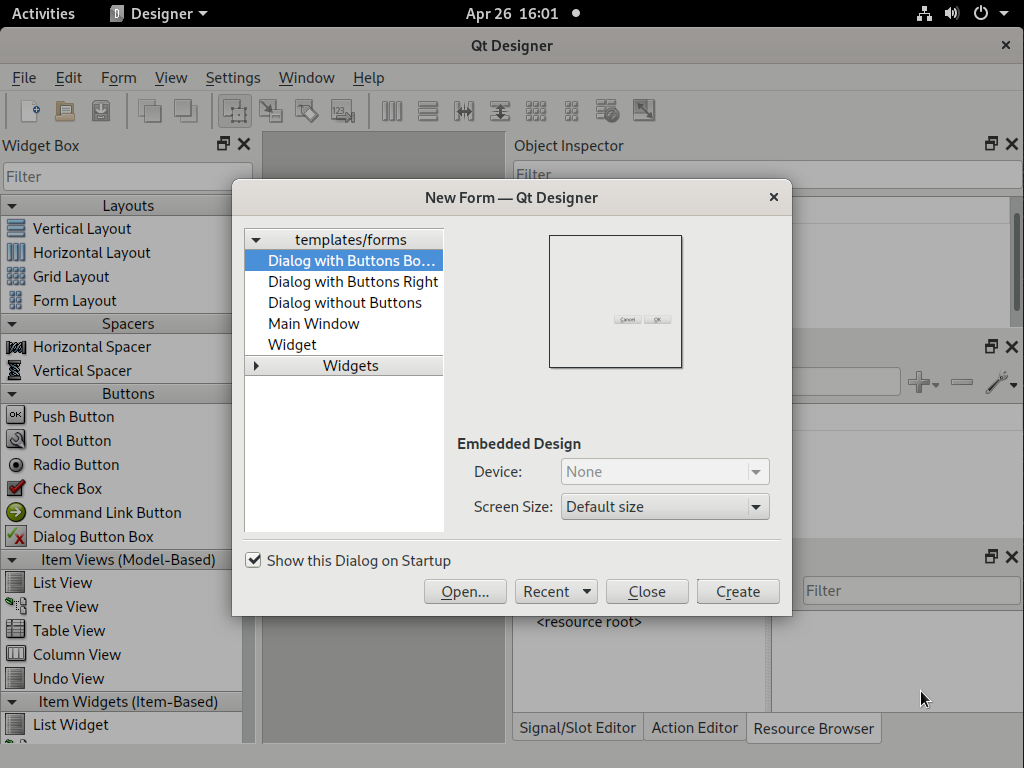 Activities Designer Apr 26 16:01
Qt Designer
File Edit Form View Settings Window Help
123
Widget Box
Object Inspector
Filter
Filter
New Form — Qt Designer
Layouts
Vertical Layout
Horizontal Layout
Grid Layout
Form Layout
Spacers
Horizontal Spacer
Vertical Spacer
Buttons
OK Push Button
Tool Button
Radio Button
Check Box
Command Link Button
Dialog Button Box
Item Views (Model-Based)
List View
Tree View
Table View
Column View
Undo View
Item Widgets (Item-Based)
List Widget
templates/forms
Dialog with Buttons Bo...
Dialog with Buttons Right
Dialog without Buttons
Main Window
Widget
Widgets
Cancel OK
Embedded Design
Device: None
Screen Size: Default size
Show this Dialog on Startup
Open... Recent Close Create
Filter
<resource root>
Signal/Slot Editor Action Editor Resource Browser